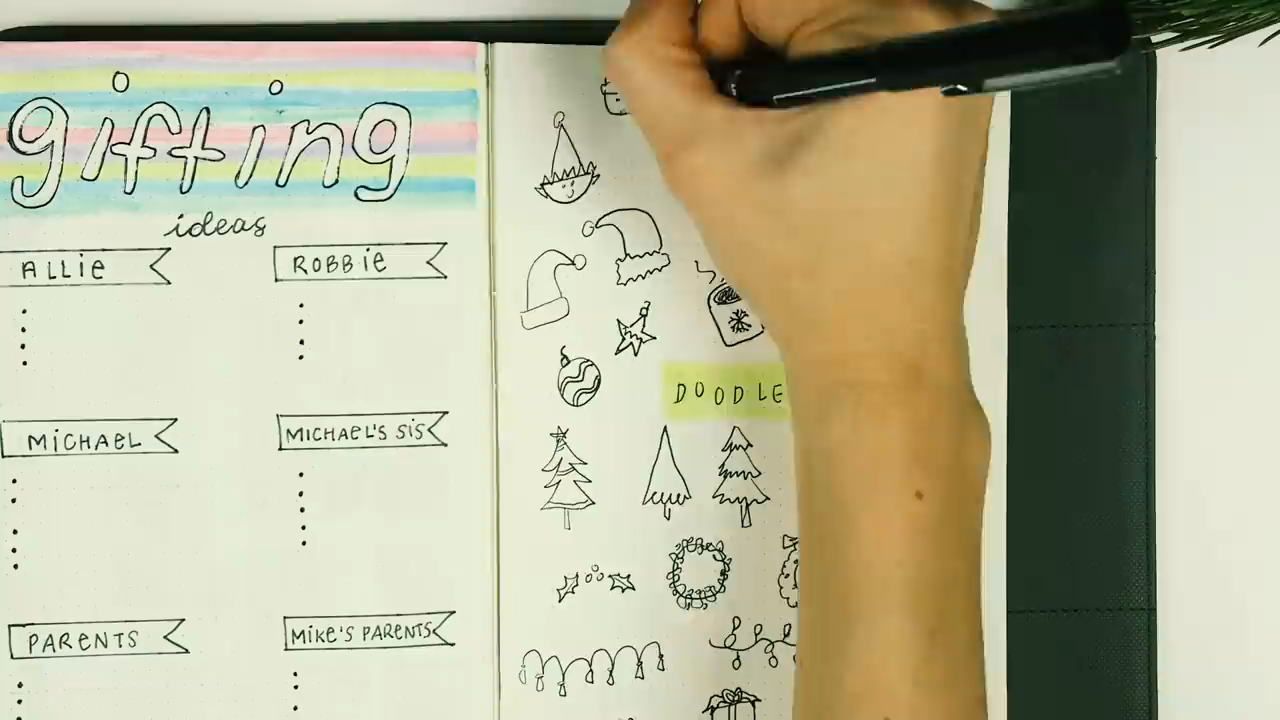 gifting
ideas
ALLiE
ROBBiE
MiCHAEL
MiCHAEL'S SiS
PARENTS
MiKE'S PARENTS
DOODLE